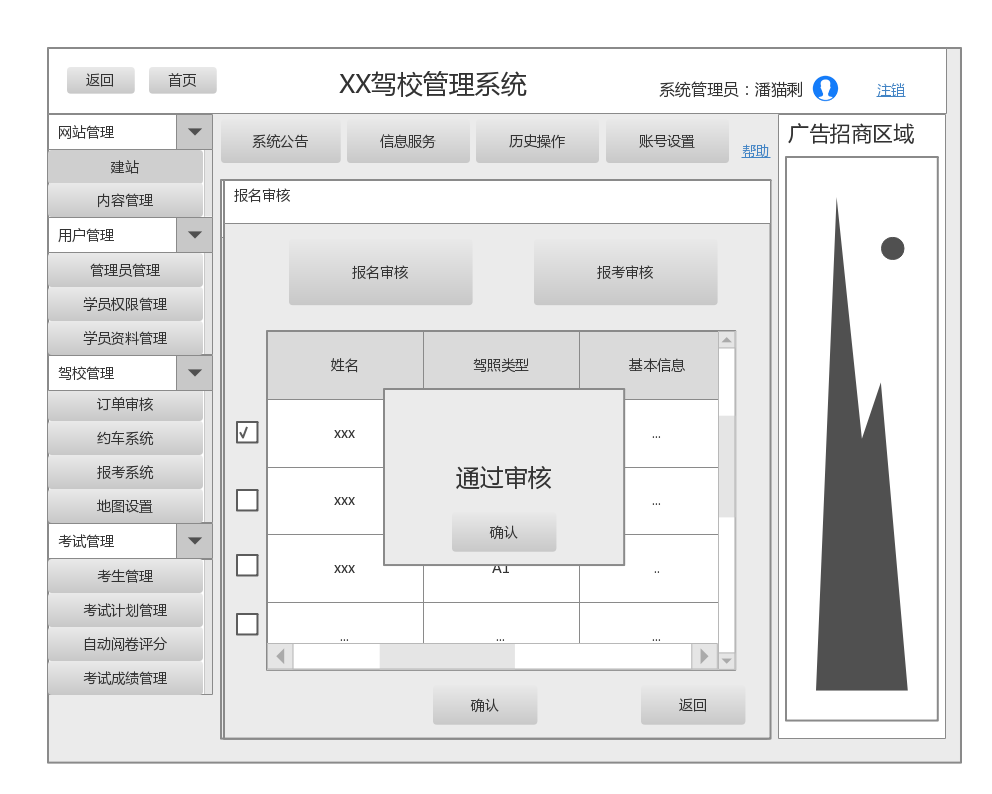 返回
首页
XX驾校管理系统
系统管理员：潘猫剩
注销
网站管理
建站
内容管理
用户管理
管理员管理
学员权限管理
学员资料管理
驾校管理
订单审核
约车系统
报考系统
地图设置
考试管理
考生管理
考试计划管理
自动阅卷评分
考试成绩管理
系统公告
信息服务
历史操作
账号设置
帮助
报名审核
报名审核
报考审核
姓名
驾照类型
基本信息
√
xxx
...
xxx
...
xxx
A1
..
...
...
...
通过审核
确认
确认
返回
广告招商区域